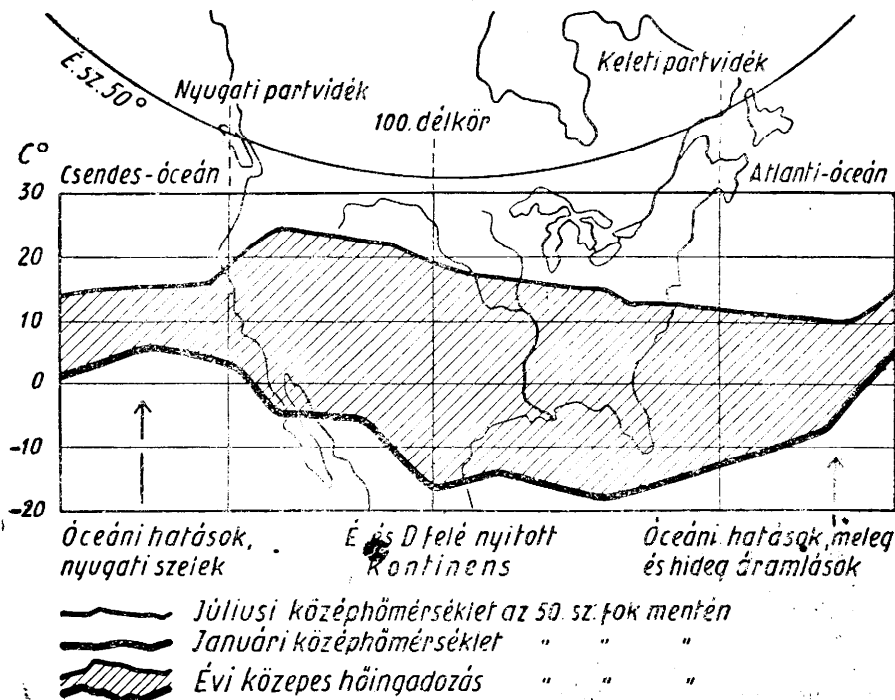 É.sz.50°
Nyugati partvidék
Keleti partvidék
100. délkör
C°
Csendes-óceán
Atlanti-óceán
30
20
10
0
-10
-20
Óceáni hatások,
nyugati szelek
É és D felé nyitott
kontinens
Óceáni hatások, meleg
és hideg áramlások
Júliusi középhőmérséklet az 50. sz. fok mentén
Januári középhőmérséklet " " "
Évi közepes hőingadozás " " "